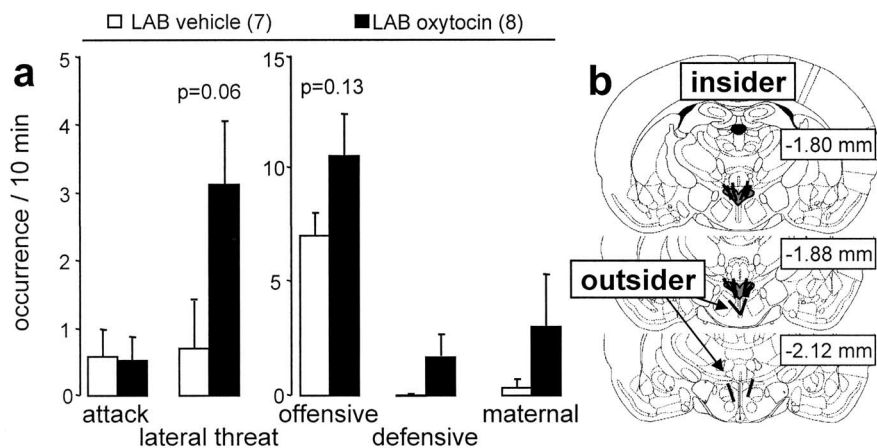 LAB vehicle (7) LAB oxytocin (8)
a
occurrence / 10 min
5
4
3
2
1
0
p=0.06
attack
lateral threat
15
10
5
0
p=0.13
offensive
defensive
maternal
b
insider
-1.80 mm
-1.88 mm
outsider
-2.12 mm